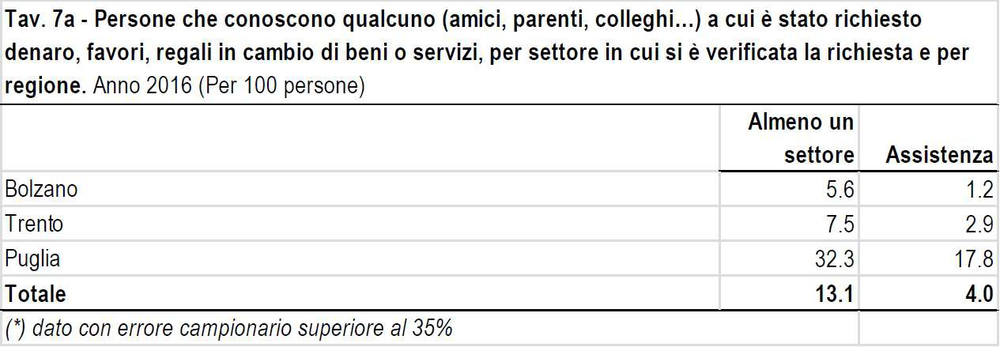 Tav. 7a - Persone che conoscono qualcuno (amici, parenti, colleghi…) a cui è stato richiesto
denaro, favori, regali in cambio di beni o servizi, per settore in cui si è verificata la richiesta e per
regione. Anno 2016 (Per 100 persone)
Almeno un
settore Assistenza
Bolzano 5.6 1.2
Trento 7.5 2.9
Puglia 32.3 17.8
Totale 13.1 4.0
(*) dato con errore campionario superiore al 35%